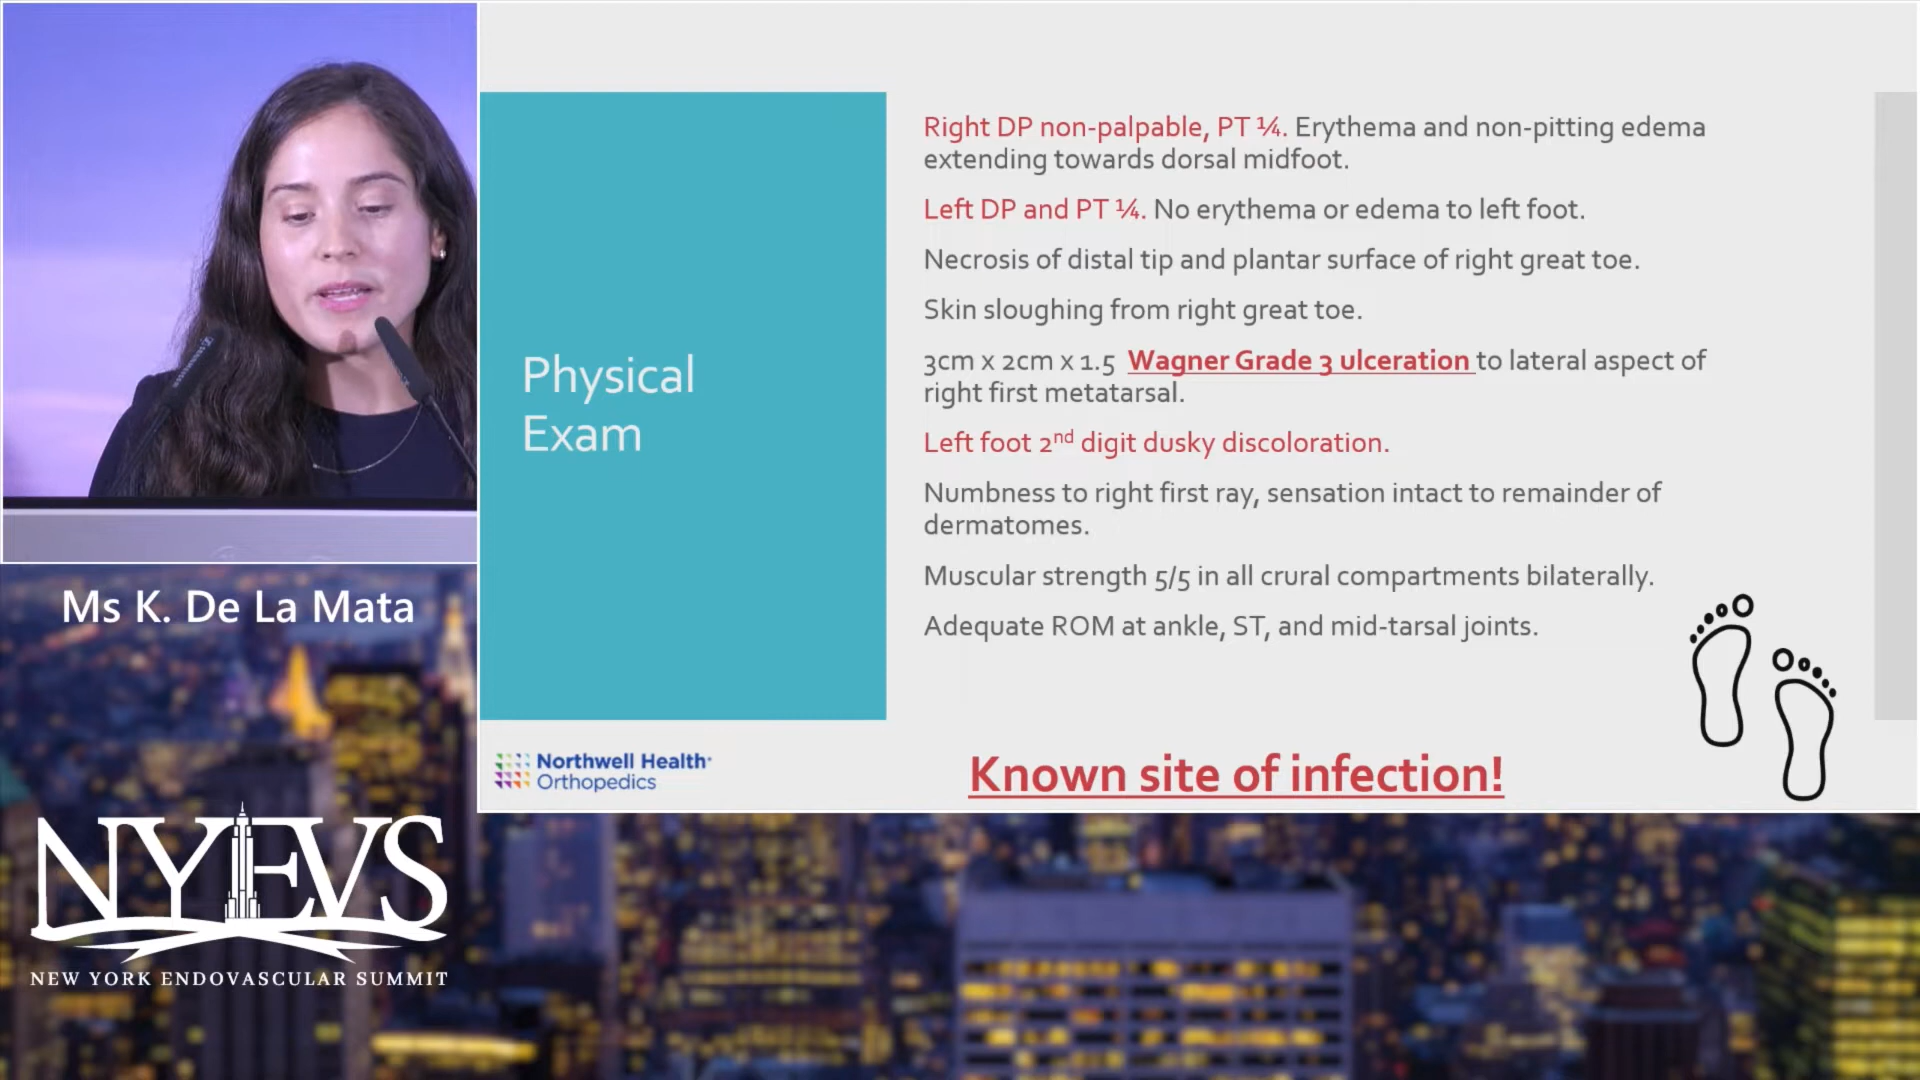 Right DP non-palpable, PT ¼. Erythema and non-pitting edema
extending towards dorsal midfoot.
Left DP and PT ¼. No erythema or edema to left foot.
Necrosis of distal tip and plantar surface of right great toe.
Skin sloughing from right great toe.
3cm x 2cm x 1.5 Wagner Grade 3 ulceration to lateral aspect of
right first metatarsal.
Left foot 2nd digit dusky discoloration.
Numbness to right first ray, sensation intact to remainder of
dermatomes.
Muscular strength 5/5 in all crural compartments bilaterally.
Adequate ROM at ankle, ST, and mid-tarsal joints.
Physical
Exam
Known site of infection!
Northwell Health
Orthopedics
Ms K. De La Mata
NYEVS
NEW YORK ENDOVASCULAR SUMMIT